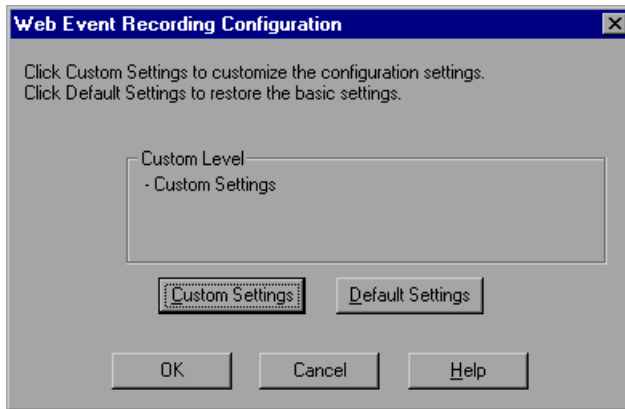 Web Event Recording Configuration
Click Custom Settings to customize the configuration settings.
Click Default Settings to restore the basic settings.
Custom Level
- Custom Settings
Custom Settings Default Settings
OK Cancel Help